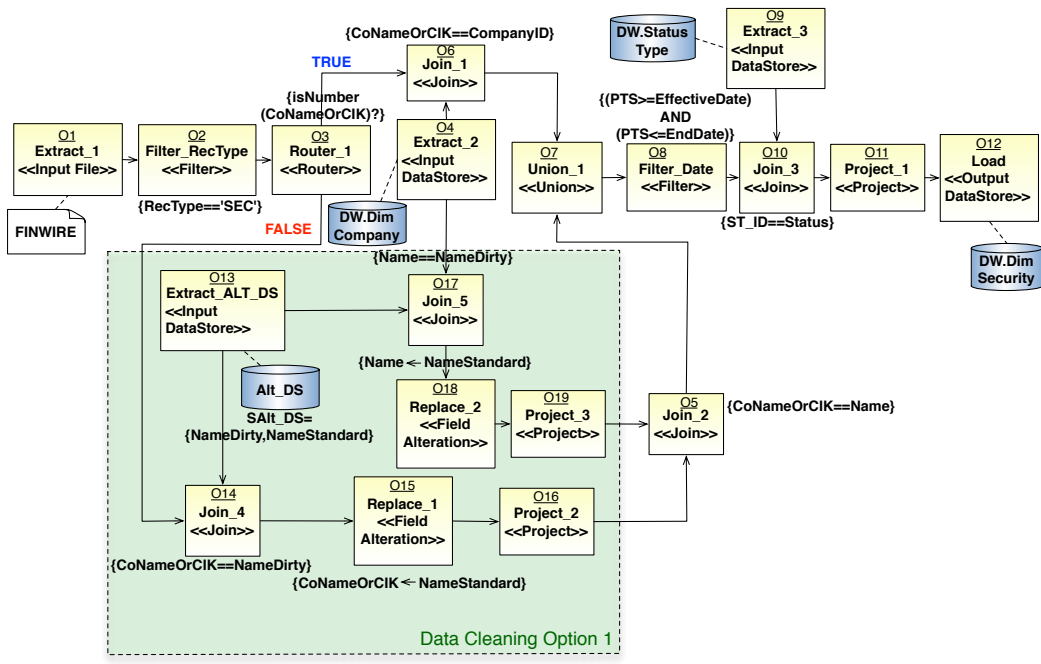 O9
Extract_3
<<Input
DataStore>>
DW.Status
Type
{CoNameOrCIK==CompanyID}
O6
Join_1
<<Join>>
TRUE
{isNumber
(CoNameOrCIK)?}
{(PTS>=EffectiveDate)
AND
(PTS<=EndDate)}
O1
Extract_1
<<Input File>>
FINWIRE
O2
Filter_RecType
<<Filter>>
{RecType=='SEC'}
O3
Router_1
<<Router>>
FALSE
O4
Extract_2
<<Input
DataStore>>
DW.Dim
Company
O7
Union_1
<<Union>>
O8
Filter_Date
<<Filter>>
O10
Join_3
<<Join>>
{ST_ID==Status}
O11
Project_1
<<Project>>
O12
Load
<<Output
DataStore>>
DW.Dim
Security
{Name==NameDirty}
O13
Extract_ALT_DS
<<Input
DataStore>>
O17
Join_5
<<Join>>
{Name ← NameStandard}
Alt_DS
SAlt_DS=
{NameDirty,NameStandard}
O18
Replace_2
<<Field
Alteration>>
O19
Project_3
<<Project>>
O5
Join_2
<<Join>>
{CoNameOrCIK==Name}
O14
Join_4
<<Join>>
{CoNameOrCIK==NameDirty}
O15
Replace_1
<<Field
Alteration>>
{CoNameOrCIK ← NameStandard}
O16
Project_2
<<Project>>
Data Cleaning Option 1